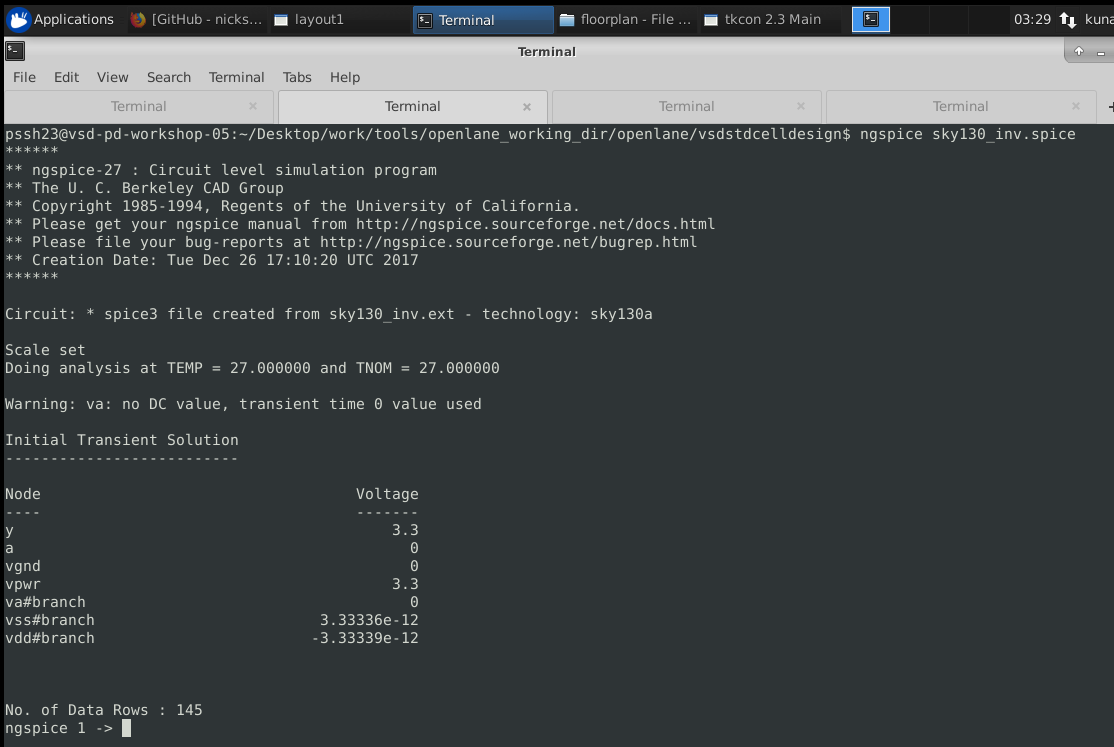 Applications [GitHub - nicks... layout1 Terminal floorplan - File ... tkcon 2.3 Main 03:29 kuna
Terminal
File Edit View Search Terminal Tabs Help
Terminal × Terminal × Terminal × Terminal × +
pssh23@vsd-pd-workshop-05:~/Desktop/work/tools/openlane_working_dir/openlane/vsdstdcelldesign$ ngspice sky130_inv.spice
******
** ngspice-27 : Circuit level simulation program
** The U. C. Berkeley CAD Group
** Copyright 1985-1994, Regents of the University of California.
** Please get your ngspice manual from http://ngspice.sourceforge.net/docs.html
** Please file your bug-reports at http://ngspice.sourceforge.net/bugrep.html
** Creation Date: Tue Dec 26 17:10:20 UTC 2017
******
Circuit: * spice3 file created from sky130_inv.ext - technology: sky130a
Scale set
Doing analysis at TEMP = 27.000000 and TNOM = 27.000000
Warning: va: no DC value, transient time 0 value used
Initial Transient Solution
--------------------------
Node Voltage
---- -------
y 3.3
a 0
vgnd 0
vpwr 3.3
va#branch 0
vss#branch 3.33336e-12
vdd#branch -3.33339e-12
No. of Data Rows : 145
ngspice 1 ->